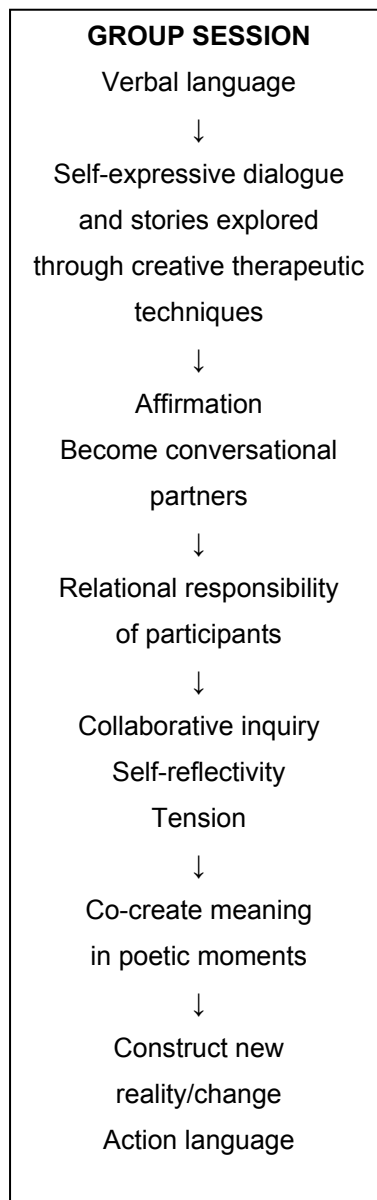 GROUP SESSION
Verbal language
↓
Self-expressive dialogue
and stories explored
through creative therapeutic
techniques
↓
Affirmation
Become conversational
partners
↓
Relational responsibility
of participants
↓
Collaborative inquiry
Self-reflectivity
Tension
↓
Co-create meaning
in poetic moments
↓
Construct new
reality/change
Action language